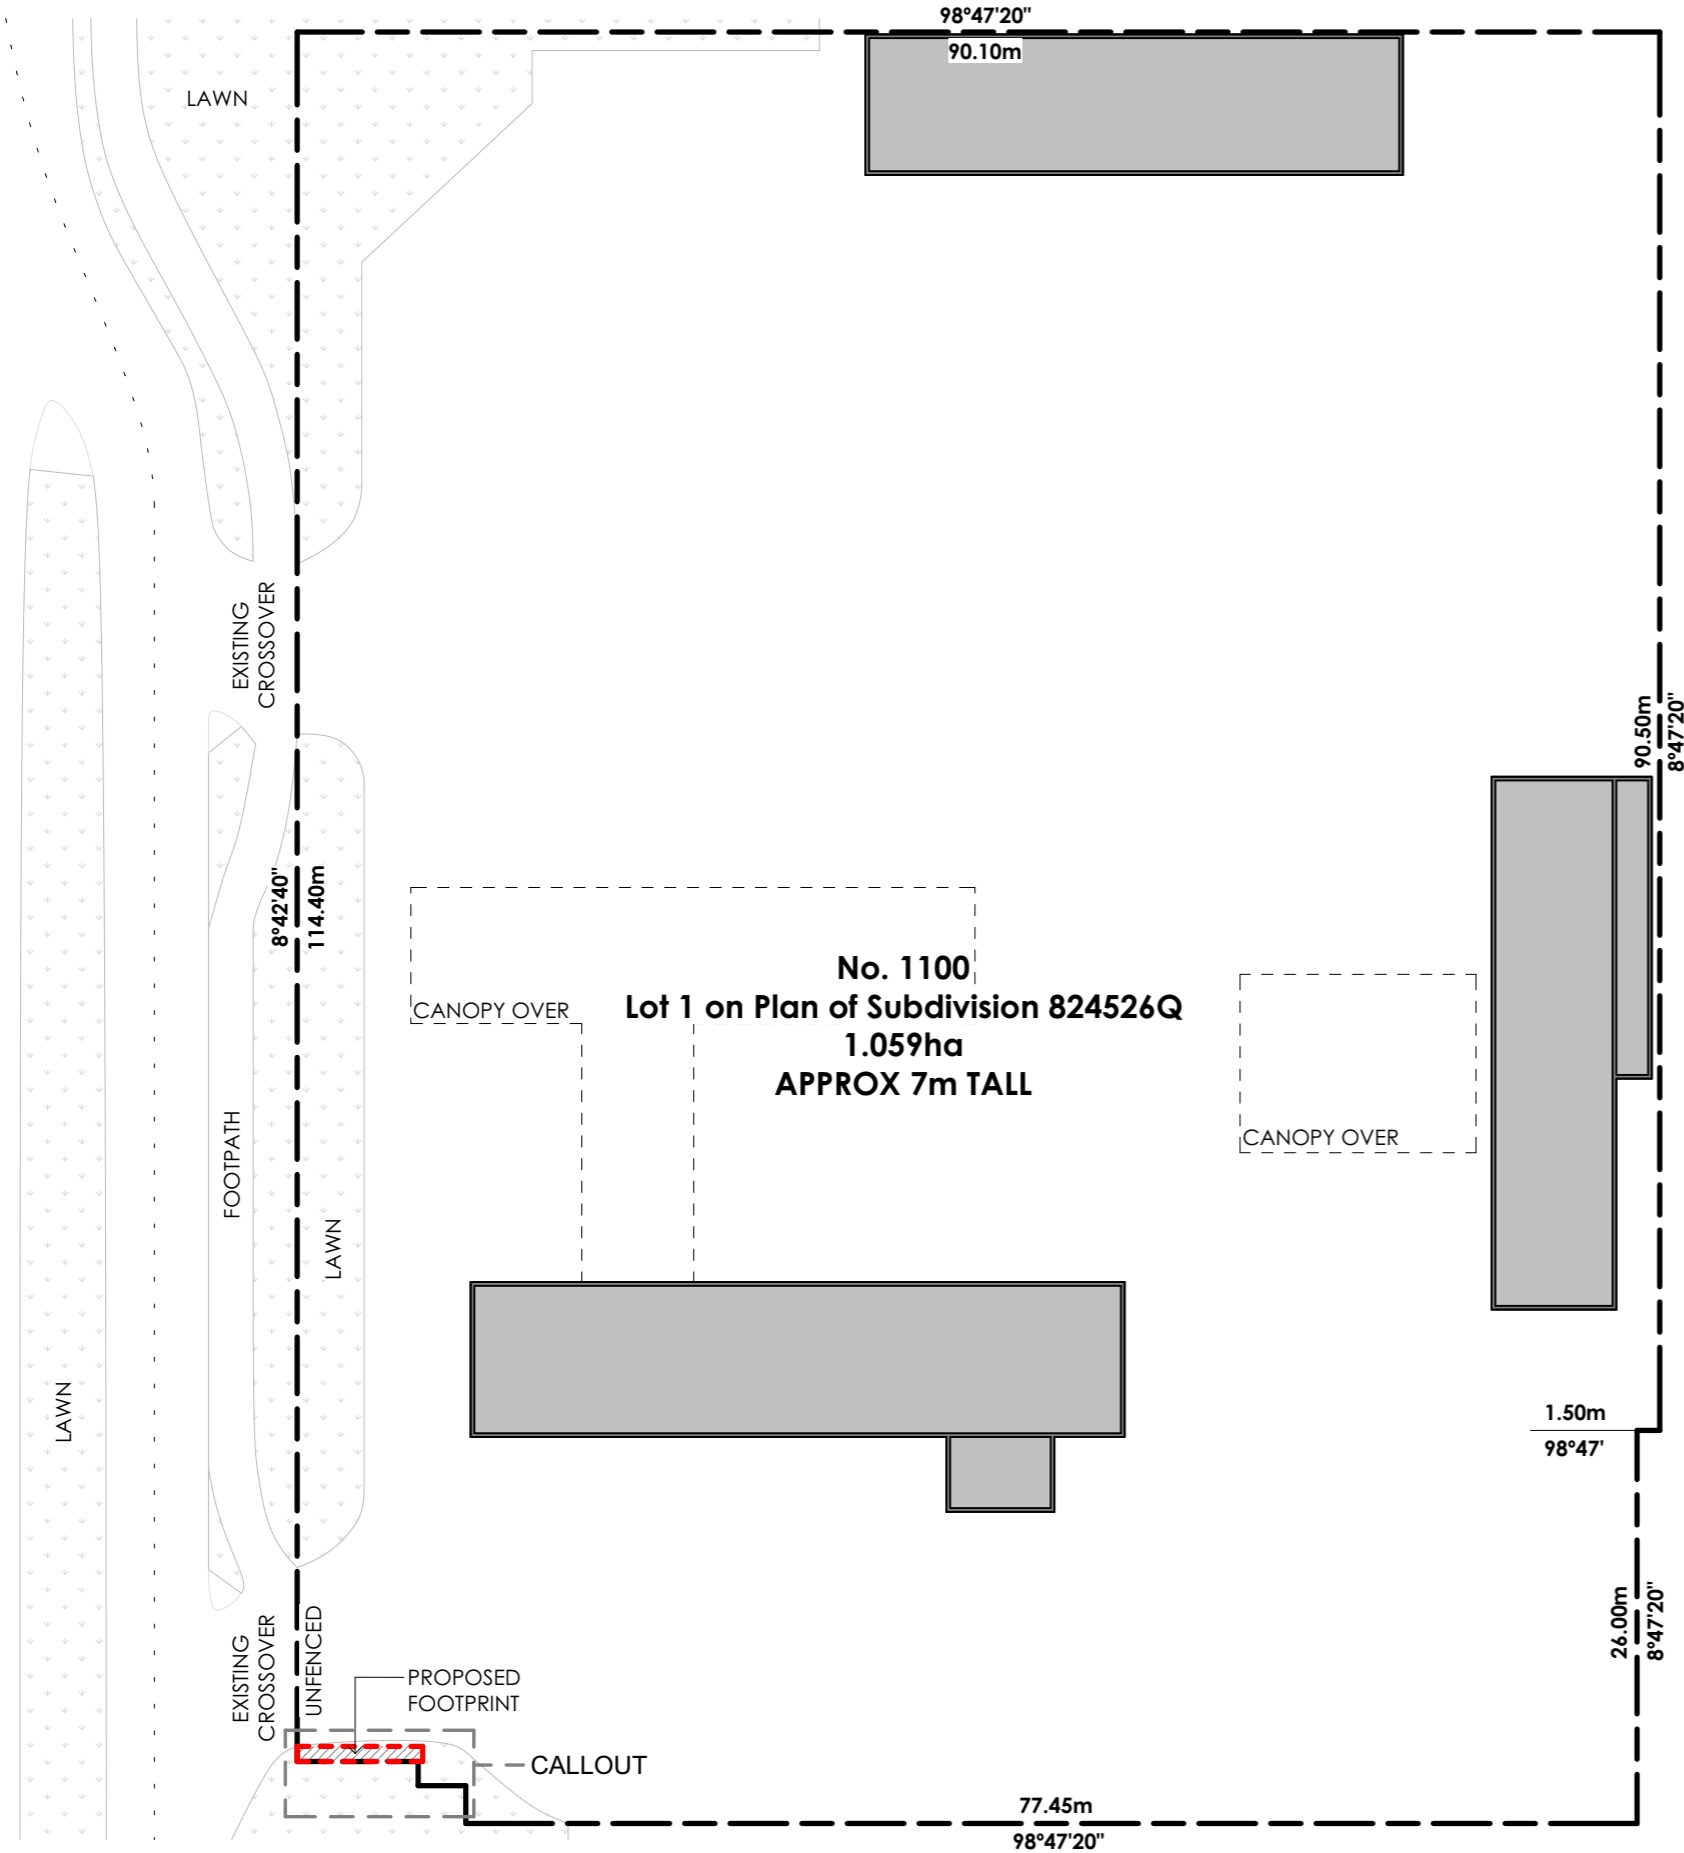 98°47'20"
90.10m
LAWN
EXISTING
CROSSOVER
90.50m
8°47'20"
8°42'40"
114.40m
No. 1100
Lot 1 on Plan of Subdivision 824526Q
1.059ha
APPROX 7m TALL
CANOPY OVER
CANOPY OVER
FOOTPATH
LAWN
LAWN
1.50m
98°47'
EXISTING
CROSSOVER
UNFENCED
26.00m
8°47'20"
PROPOSED
FOOTPRINT
CALLOUT
77.45m
98°47'20"